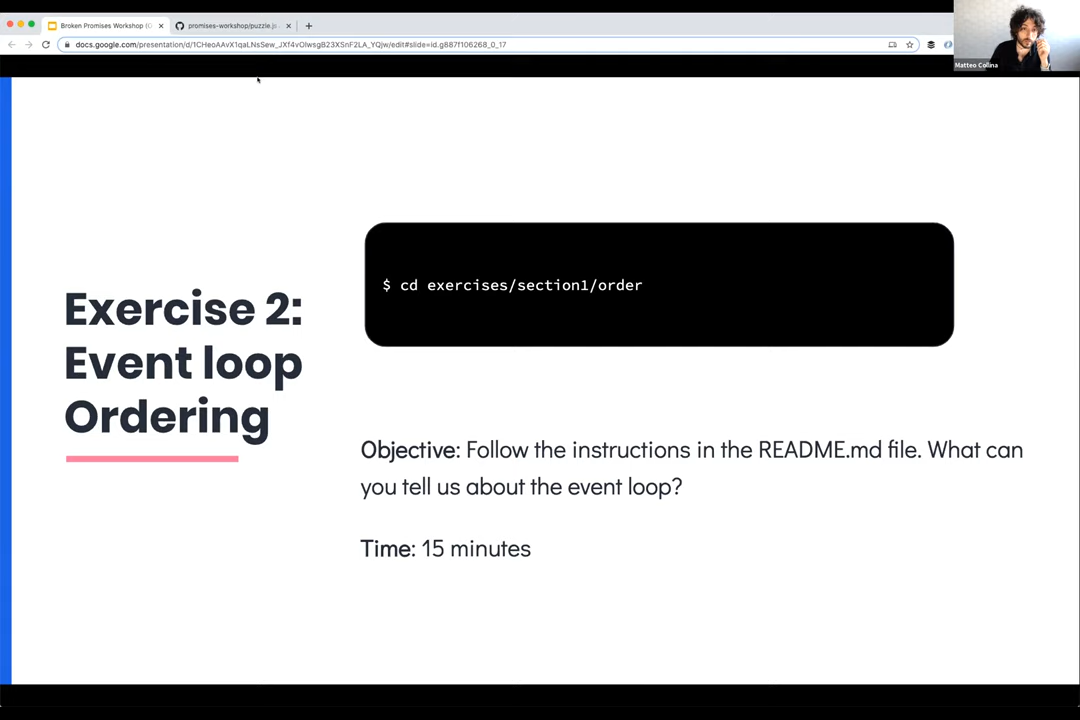 Broken Promises Workshop (O
promises-workshop/puzzle.js
docs.google.com/presentation/d/1CHeoAAvX1qaLNsSew_JXf4vOIwsgB23XSnF2LA_YQjw/edit#slide=id.g887f106268_0_17
Matteo Collina
$ cd exercises/section1/order
Exercise 2:
Event loop
Ordering
Objective: Follow the instructions in the README.md file. What can
you tell us about the event loop?
Time: 15 minutes